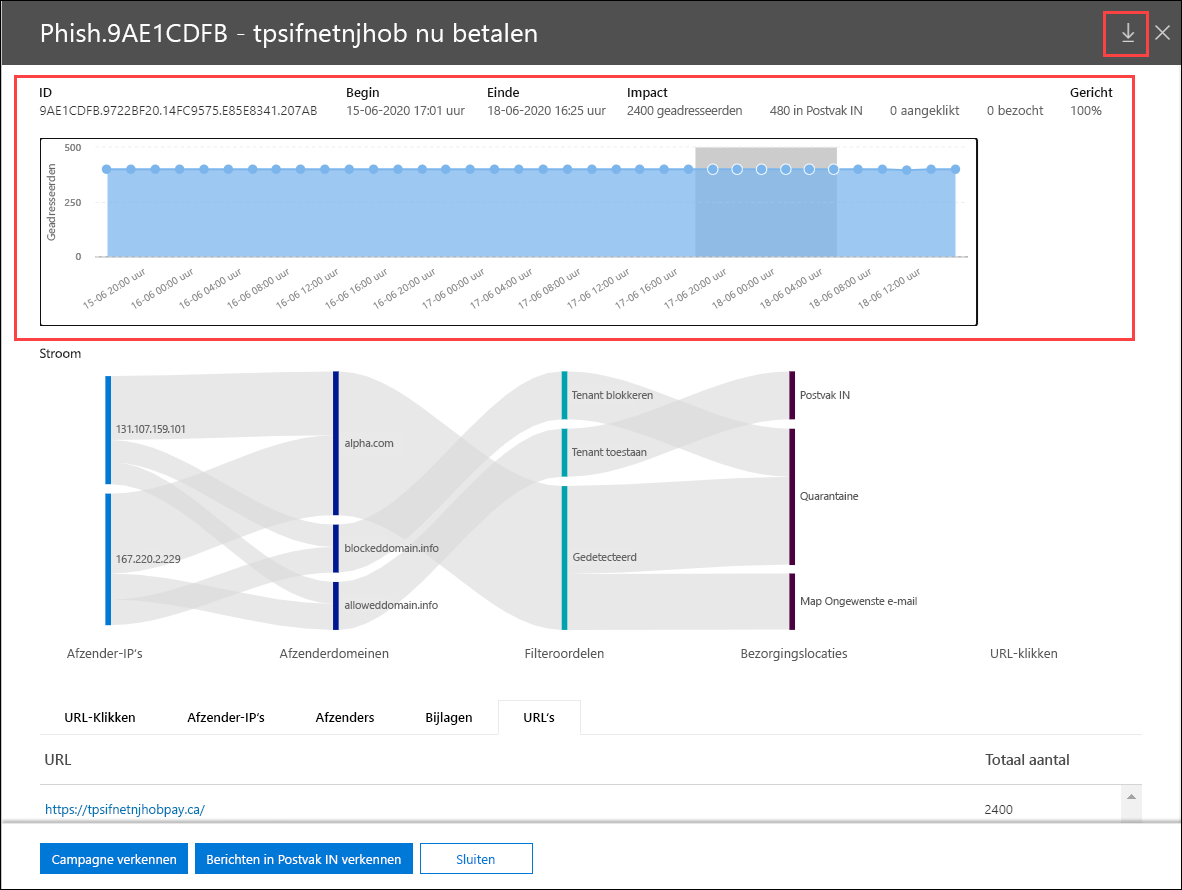 Phish.9AE1CDFB - tpsifnetnjhob nu betalen
ID Begin Einde Impact Gericht
9AE1CDFB.9722BF20.14FC9575.E85E8341.207AB 15-06-2020 17:01 uur 18-06-2020 16:25 uur 2400 geadresseerden 480 in Postvak IN 0 aangeklikt 0 bezocht 100%
500
250
0
Geadresseerden
15-06 20:00 uur 16-06 00:00 uur 16-06 04:00 uur 16-06 08:00 uur 16-06 12:00 uur 16-06 16:00 uur 16-06 20:00 uur 17-06 00:00 uur 17-06 04:00 uur 17-06 08:00 uur 17-06 12:00 uur 17-06 16:00 uur 17-06 20:00 uur 18-06 00:00 uur 18-06 04:00 uur 18-06 08:00 uur 18-06 12:00 uur
Stroom
Tenant blokkeren Postvak IN
131.107.159.101
alpha.com
Tenant toestaan
Quarantaine
blockeddomain.info
167.220.2.229
Gedetecteerd
alloweddomain.info
Map Ongewenste e-mail
Afzender-IP's Afzenderdomeinen Filteroordelen Bezorgingslocaties URL-klikken
URL-Klikken Afzender-IP's Afzenders Bijlagen URL's
URL Totaal aantal
https://tpsifnetnjhobpay.ca/ 2400
Campagne verkennen Berichten in Postvak IN verkennen Sluiten